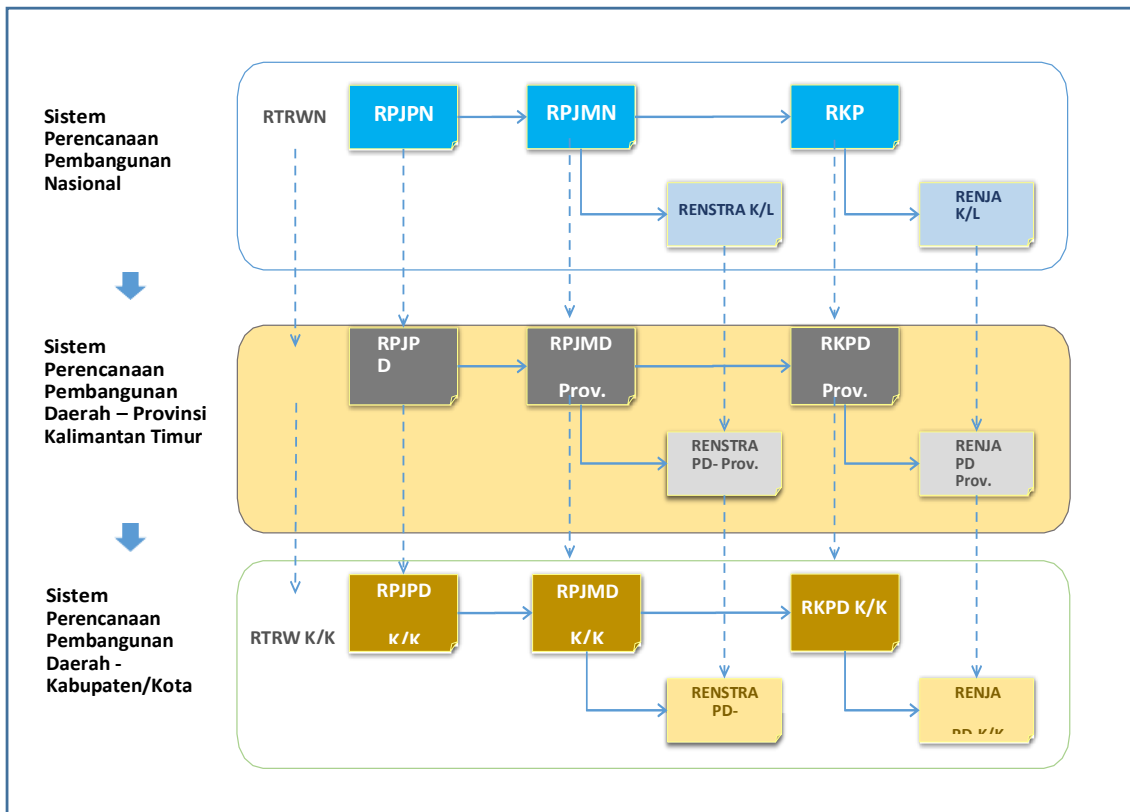 Sistem
Perencanaan
Pembangunan
Nasional
RTRWN
RPJPN
RPJMN
RKP
RENSTRA K/L
RENJA
K/L
Sistem
Perencanaan
Pembangunan
Daerah – Provinsi
Kalimantan Timur
RPJP
D
RPJMD
Prov.
RKPD
Prov.
RENSTRA
PD- Prov.
RENJA
PD
Prov.
Sistem
Perencanaan
Pembangunan
Daerah -
Kabupaten/Kota
RTRW K/K
RPJPD
K/K
RPJMD
K/K
RKPD K/K
RENSTRA
PD-
RENJA
PD-K/K